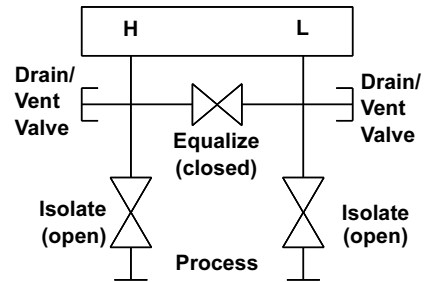 H
L
Drain/
Vent
Valve
Drain/
Vent
Valve
Equalize
(closed)
Isolate
(open)
Isolate
(open)
Process